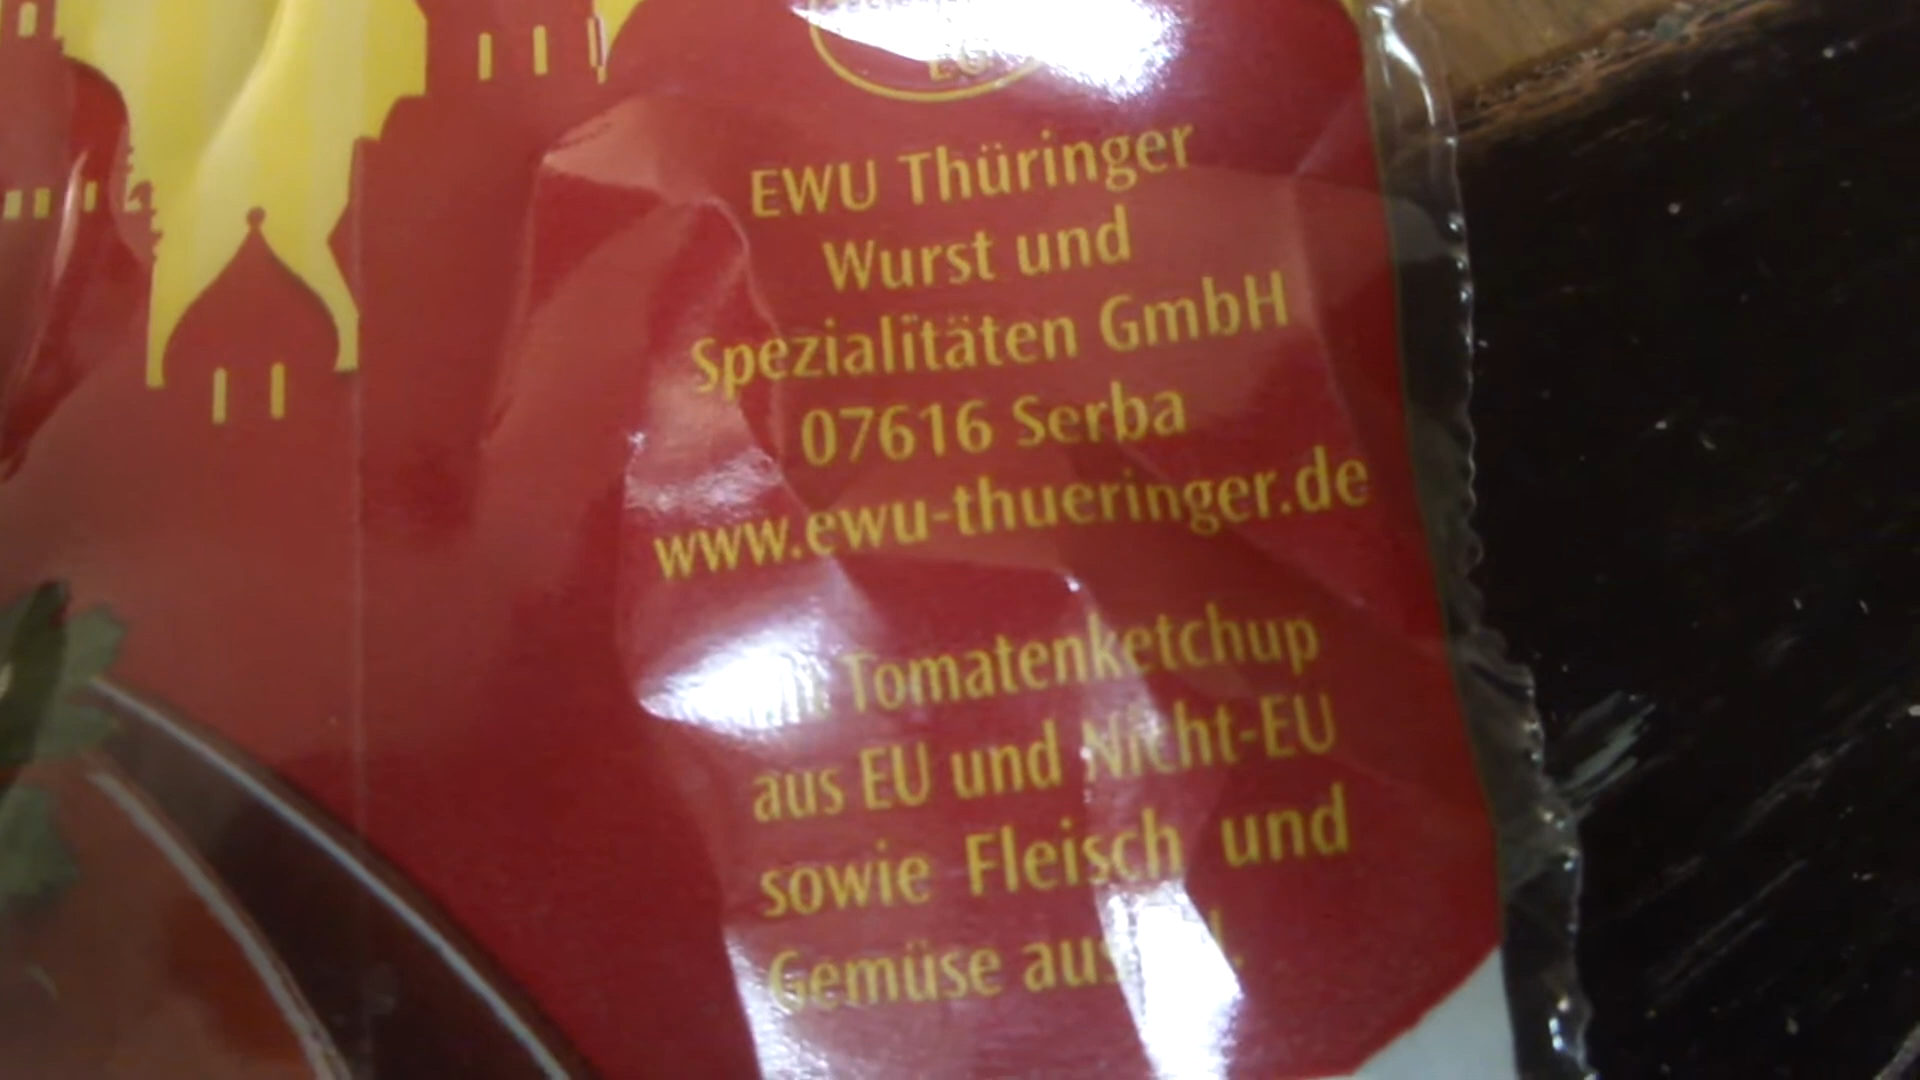 EG
EWU Thüringer
Wurst und
Spezialitäten GmbH
07616 Serba
www.ewu-thueringer.de
Tomatenketchup
aus EU und Nicht-EU
sowie Fleisch und
Gemüse aus